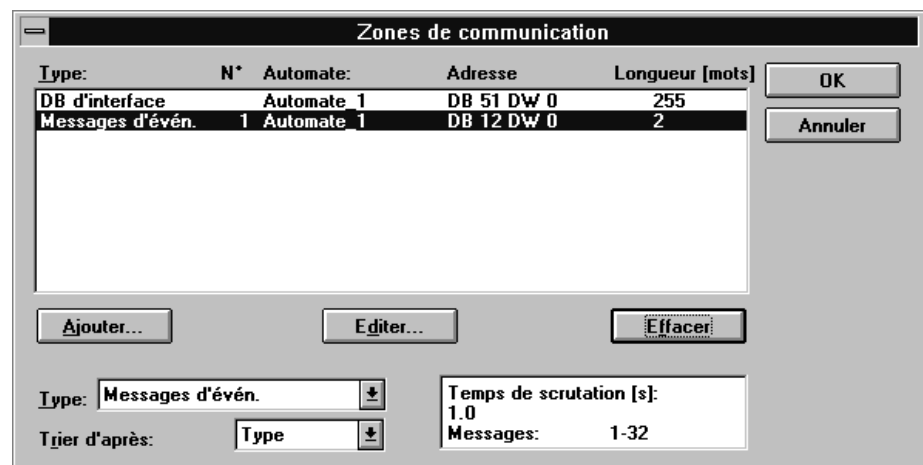 Zones de communication
Type: N° Automate: Adresse Longueur [mots]
OK
DB d'interface Automate_1 DB 51 DW 0 255
Messages d'évén. 1 Automate_1 DB 12 DW 0 2
Annuler
Ajouter... Editer... Effacer
Type: Messages d'évén.
Temps de scrutation [s]:
1.0
Trier d'après: Type
Messages: 1-32